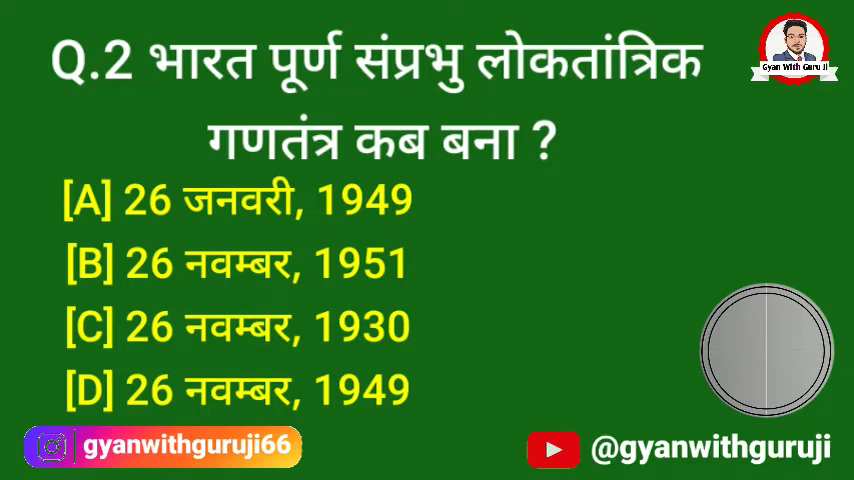 Q.2 भारत पूर्ण संप्रभु लोकतांत्रिक
गणतंत्र कब बना ?
[A] 26 जनवरी, 1949
[B] 26 नवम्बर, 1951
[C] 26 नवम्बर, 1930
[D] 26 नवम्बर, 1949
Gyan With Guru Ji
gyanwithguruji66
@gyanwithguruji